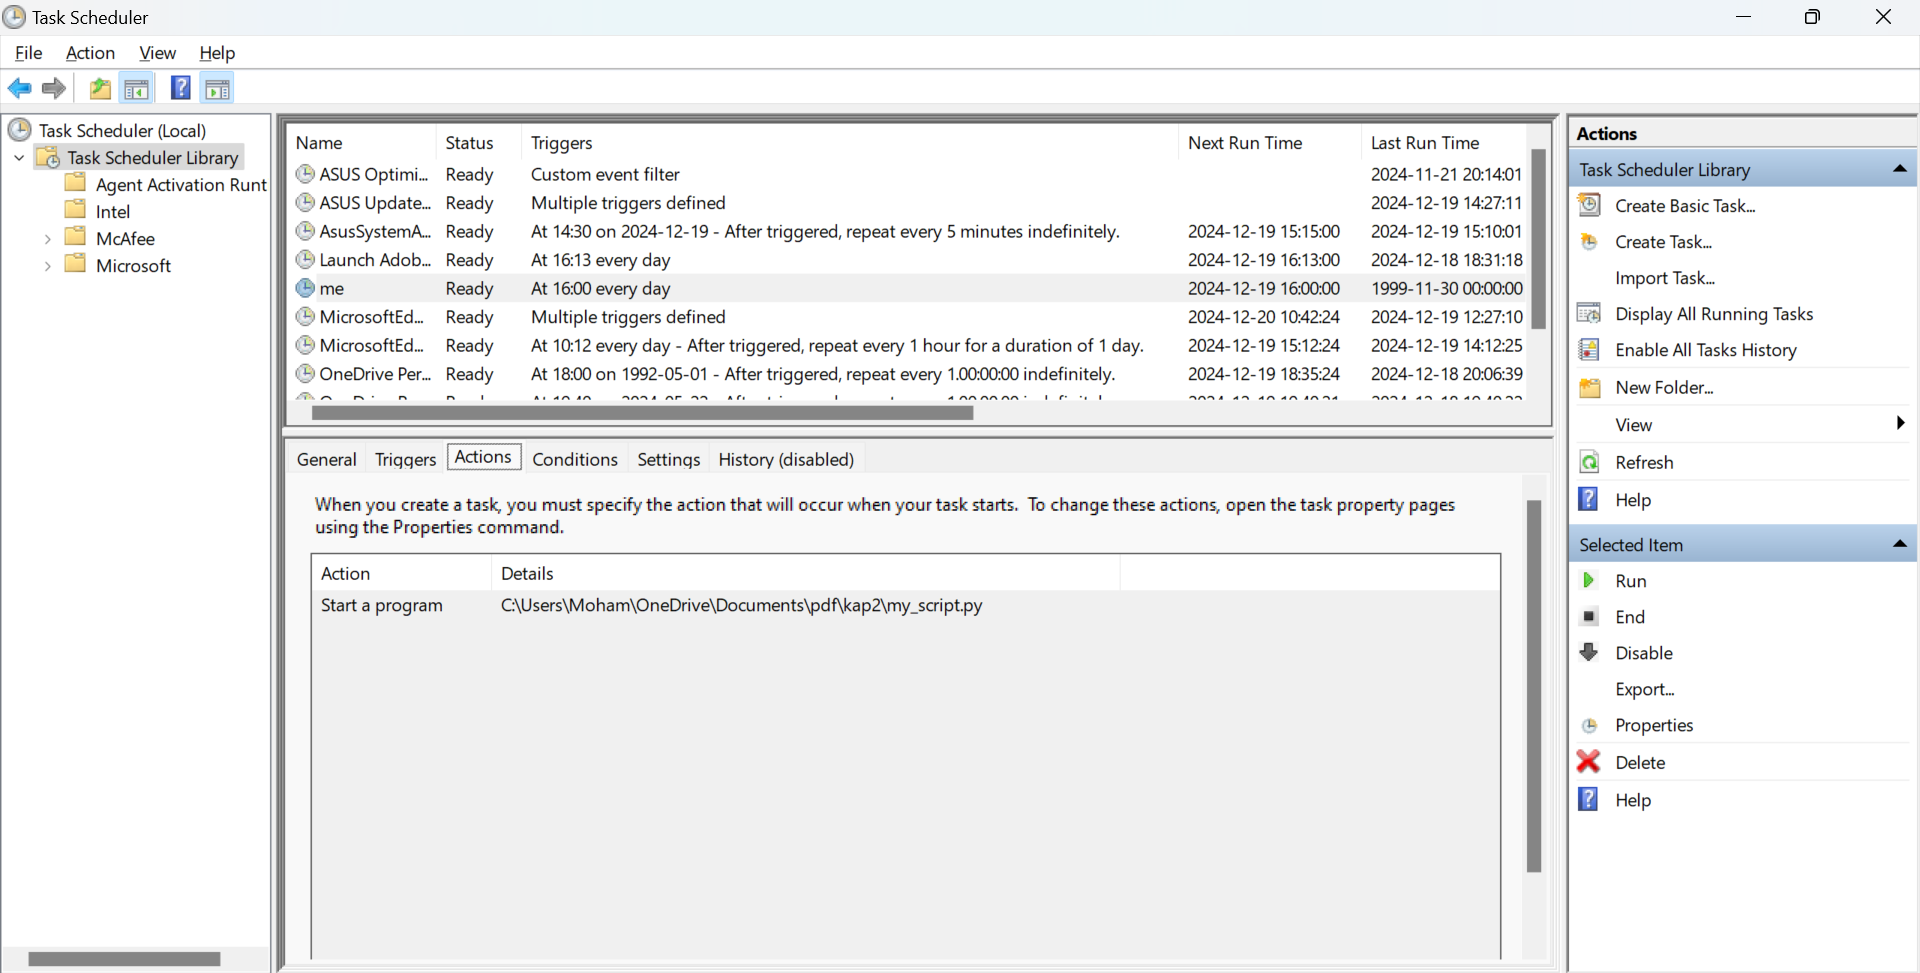 Task Scheduler
File Action View Help
Task Scheduler (Local)
Task Scheduler Library
Agent Activation Runt
Intel
McAfee
Microsoft
Name Status Triggers Next Run Time Last Run Time
ASUS Optimi... Ready Custom event filter 2024-11-21 20:14:01
ASUS Update... Ready Multiple triggers defined 2024-12-19 14:27:11
AsusSystemA... Ready At 14:30 on 2024-12-19 - After triggered, repeat every 5 minutes indefinitely. 2024-12-19 15:15:00 2024-12-19 15:10:01
Launch Adob... Ready At 16:13 every day 2024-12-19 16:13:00 2024-12-18 18:31:18
me Ready At 16:00 every day 2024-12-19 16:00:00 1999-11-30 00:00:00
MicrosoftEd... Ready Multiple triggers defined 2024-12-20 10:42:24 2024-12-19 12:27:10
MicrosoftEd... Ready At 10:12 every day - After triggered, repeat every 1 hour for a duration of 1 day. 2024-12-19 15:12:24 2024-12-19 14:12:25
OneDrive Per... Ready At 18:00 on 1992-05-01 - After triggered, repeat every 1.00:00:00 indefinitely. 2024-12-19 18:35:24 2024-12-18 20:06:39
General Triggers Actions Conditions Settings History (disabled)
When you create a task, you must specify the action that will occur when your task starts. To change these actions, open the task property pages
using the Properties command.
Action Details
Start a program C:\Users\Moham\OneDrive\Documents\pdf\kap2\my_script.py
Actions
Task Scheduler Library
Create Basic Task...
Create Task...
Import Task...
Display All Running Tasks
Enable All Tasks History
New Folder...
View
Refresh
Help
Selected Item
Run
End
Disable
Export...
Properties
Delete
Help